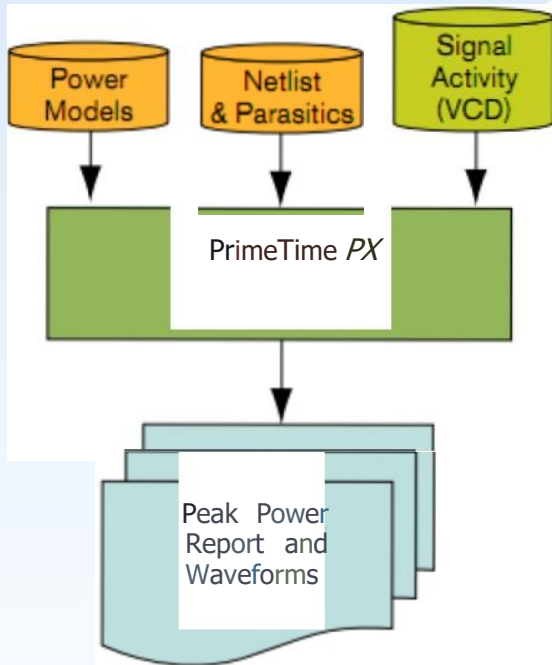 Power
Models
Netlist
& Parasitics
Signal
Activity
(VCD)
PrimeTime PX
Peak Power
Report and
Waveforms